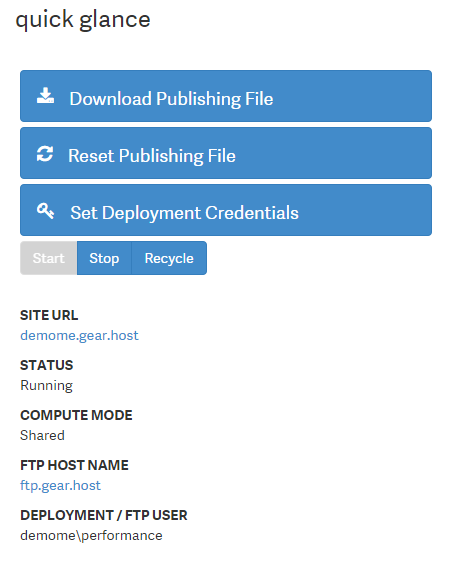 quick glance
Download Publishing File
Reset Publishing File
Set Deployment Credentials
Start Stop Recycle
SITE URL
demome.gear.host
STATUS
Running
COMPUTE MODE
Shared
FTP HOST NAME
ftp.gear.host
DEPLOYMENT / FTP USER
demome\performance